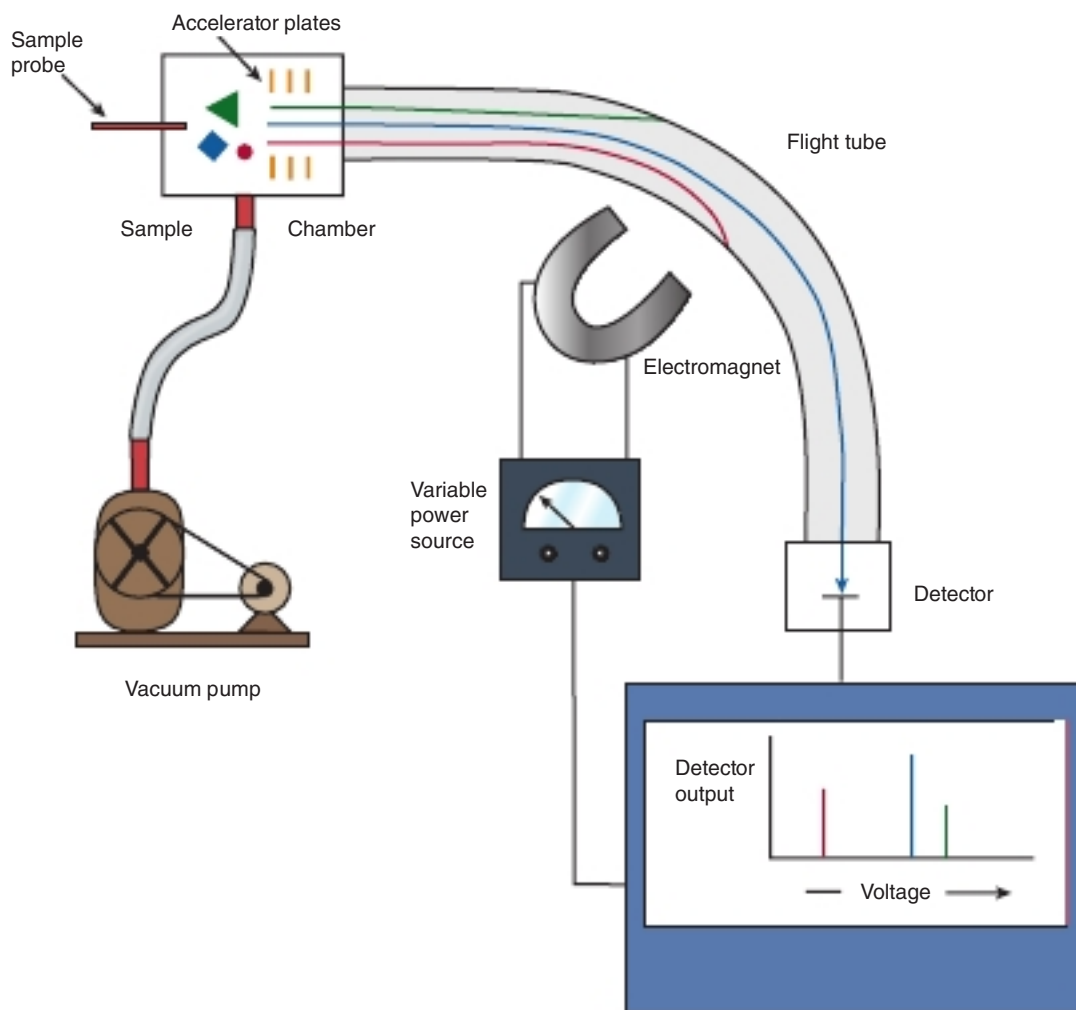 Accelerator plates
Sample
probe
Flight tube
Sample
Chamber
Electromagnet
Variable
power
source
Detector
Vacuum pump
Detector
output
Voltage